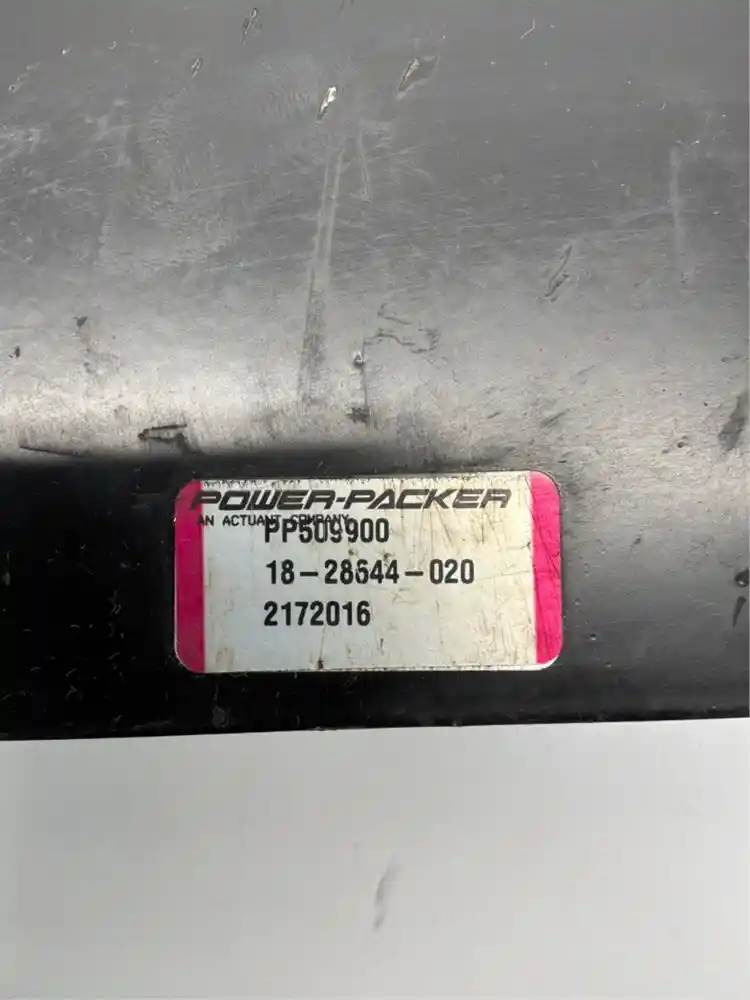 POWER-PACKER
AN ACTUANT COMPANY
PP509900
18-28644-020
2172016